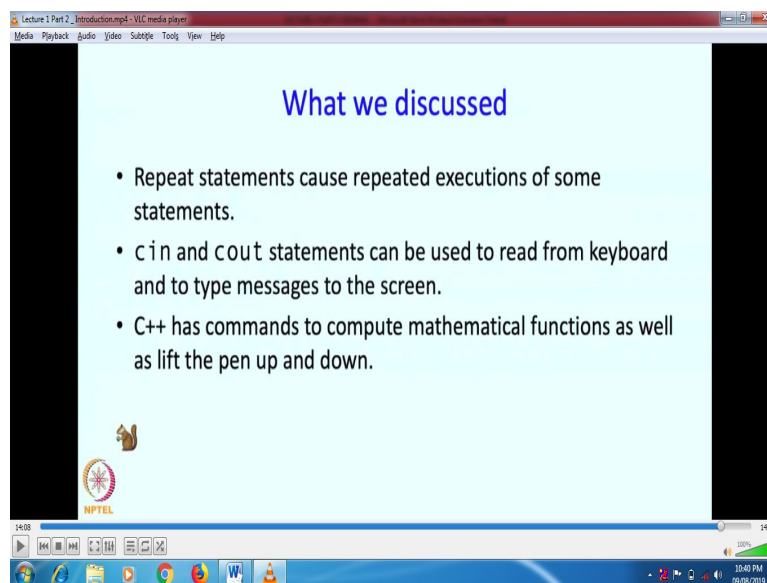 Lecture 1 Part 2 _Introduction.mp4 - VLC media player
Media Playback Audio Video Subtitle Tools View Help
What we discussed
• Repeat statements cause repeated executions of some
statements.
• cin and cout statements can be used to read from keyboard
and to type messages to the screen.
• C++ has commands to compute mathematical functions as well
as lift the pen up and down.
NPTEL
14:08
100%
10:40 PM